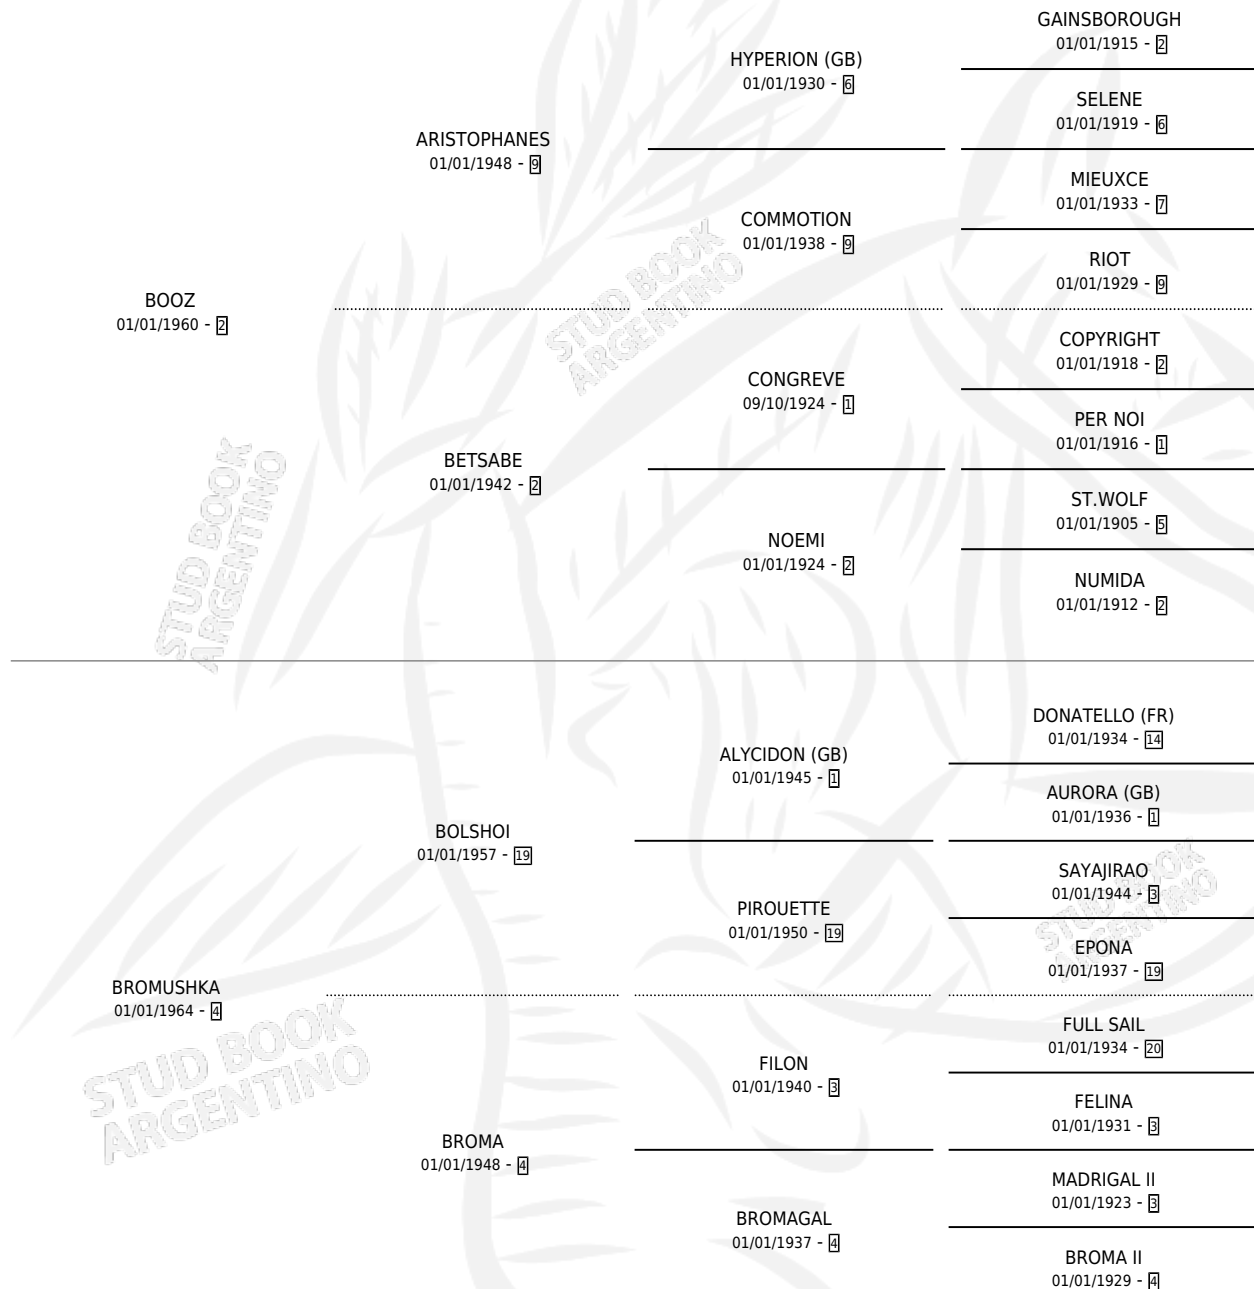 GAINSBOROUGH
01/01/1915 - 2
HYPERION (GB)
01/01/1930 - 6
SELENE
01/01/1919 - 6
ARISTOPHANES
01/01/1948 - 9
MIEUXCE
01/01/1933 - 7
COMMOTION
01/01/1938 - 9
RIOT
01/01/1929 - 9
BOOZ
01/01/1960 - 2
COPYRIGHT
01/01/1918 - 2
CONGREVE
09/10/1924 - 1
PER NOI
01/01/1916 - 1
BETSABE
01/01/1942 - 2
ST.WOLF
01/01/1905 - 5
NOEMI
01/01/1924 - 2
NUMIDA
01/01/1912 - 2
STUD BOOK
ARGENTINO
STUD BOOK
ARGENTINO
DONATELLO (FR)
01/01/1934 - 14
ALYCIDON (GB)
01/01/1945 - 1
AURORA (GB)
01/01/1936 - 1
BOLSHOI
01/01/1957 - 19
SAYAJIRAO
01/01/1944 - 3
PIROUETTE
01/01/1950 - 19
EPONA
01/01/1937 - 19
BROMUSHKA
01/01/1964 - 4
FULL SAIL
01/01/1934 - 20
FILON
01/01/1940 - 3
FELINA
01/01/1931 - 3
BROMA
01/01/1948 - 4
MADRIGAL II
01/01/1923 - 3
BROMAGAL
01/01/1937 - 4
BROMA II
01/01/1929 - 4
STUD BOOK
ARGENTINO
STUD BOOK
ARGENTINO